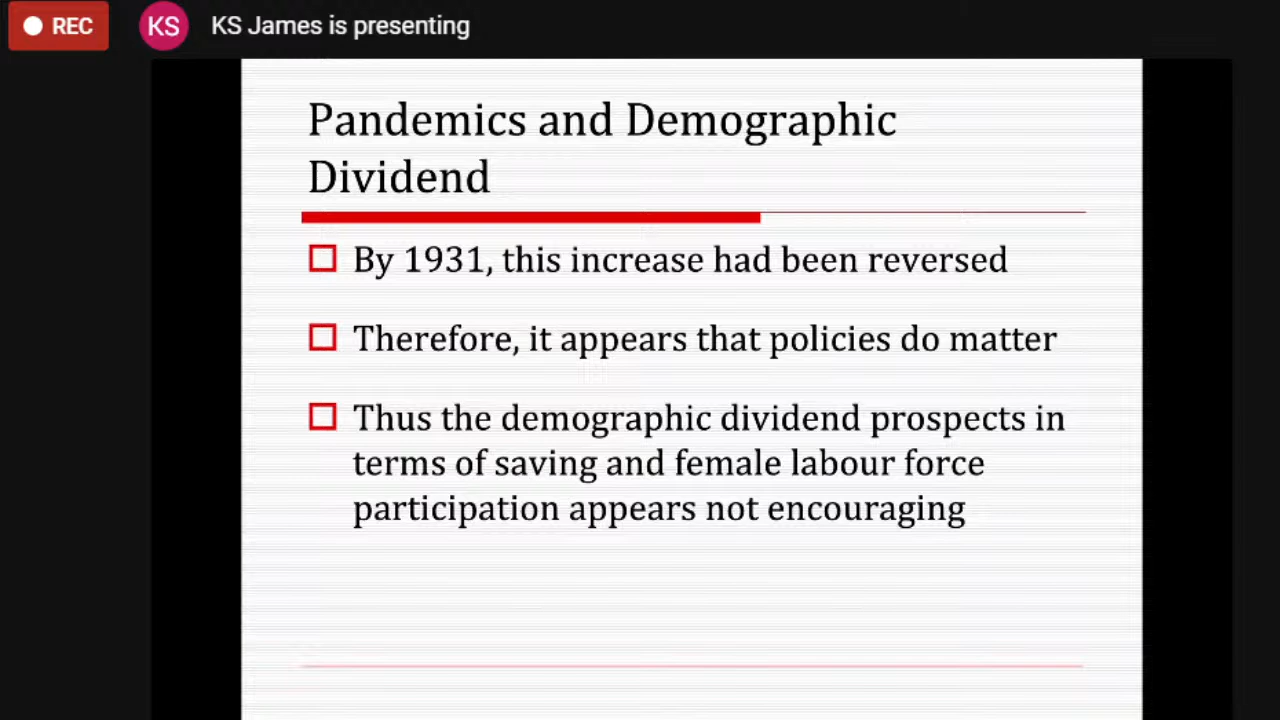 REC
KS
KS James is presenting
Pandemics and Demographic
Dividend
By 1931, this increase had been reversed
Therefore, it appears that policies do matter
Thus the demographic dividend prospects in
terms of saving and female labour force
participation appears not encouraging